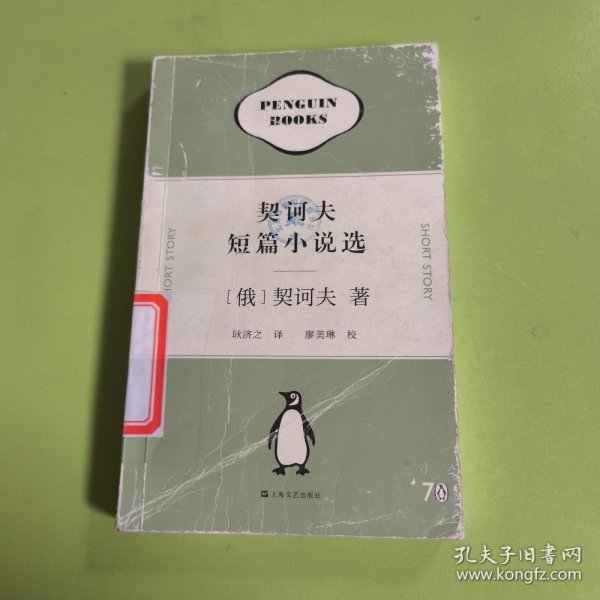 PENGUIN
BOOKS
契诃夫
短篇小说选
[俄]契诃夫 著
耿济之 译 廖美琳 校
SHORT STORY
SHORT STORY
上海文艺出版社
70
孔夫子旧书网
www.kongfz.com